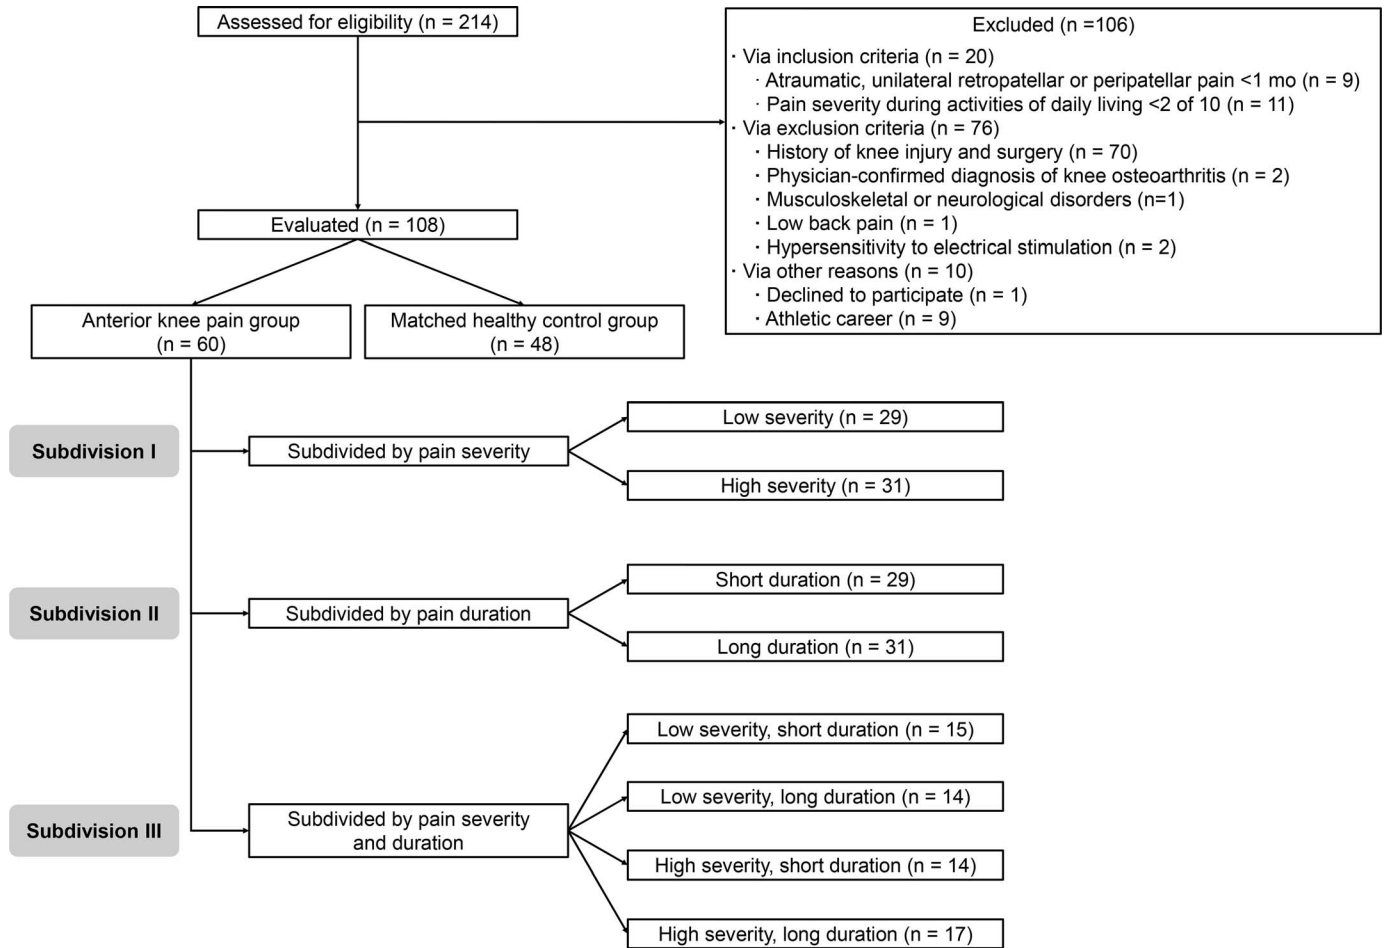 Assessed for eligibility (n = 214)
Excluded (n =106)
· Via inclusion criteria (n = 20)
· Atraumatic, unilateral retropatellar or peripatellar pain <1 mo (n = 9)
· Pain severity during activities of daily living <2 of 10 (n = 11)
· Via exclusion criteria (n = 76)
· History of knee injury and surgery (n = 70)
· Physician-confirmed diagnosis of knee osteoarthritis (n = 2)
· Musculoskeletal or neurological disorders (n=1)
· Low back pain (n = 1)
· Hypersensitivity to electrical stimulation (n = 2)
· Via other reasons (n = 10)
· Declined to participate (n = 1)
· Athletic career (n = 9)
Evaluated (n = 108)
Anterior knee pain group
(n = 60)
Matched healthy control group
(n = 48)
Subdivision I
Subdivided by pain severity
Low severity (n = 29)
High severity (n = 31)
Subdivision II
Subdivided by pain duration
Short duration (n = 29)
Long duration (n = 31)
Subdivision III
Subdivided by pain severity
and duration
Low severity, short duration (n = 15)
Low severity, long duration (n = 14)
High severity, short duration (n = 14)
High severity, long duration (n = 17)